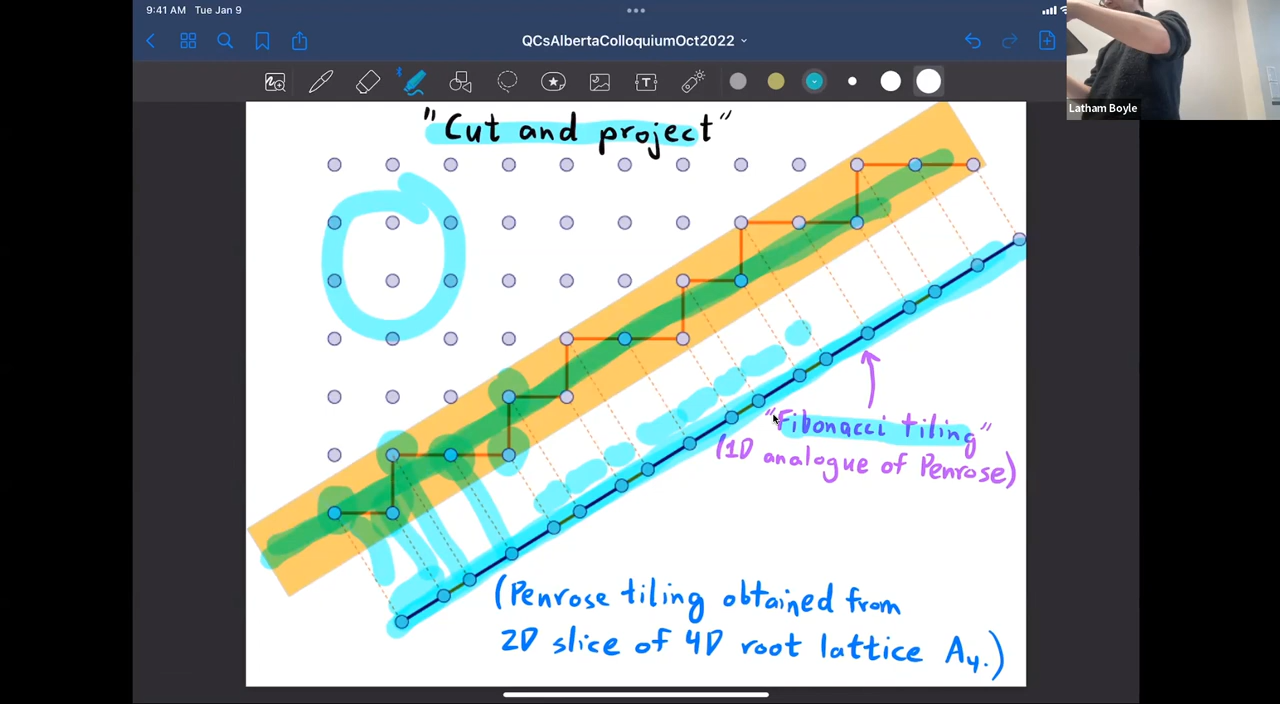 9:41 AM Tue Jan 9
QCsAlbertaColloquiumOct2022
T
Latham Boyle
"Cut and project"
"Fibonacci tiling"
(1D analogue of Penrose)
(Penrose tiling obtained from
2D slice of 4D root lattice A4.)